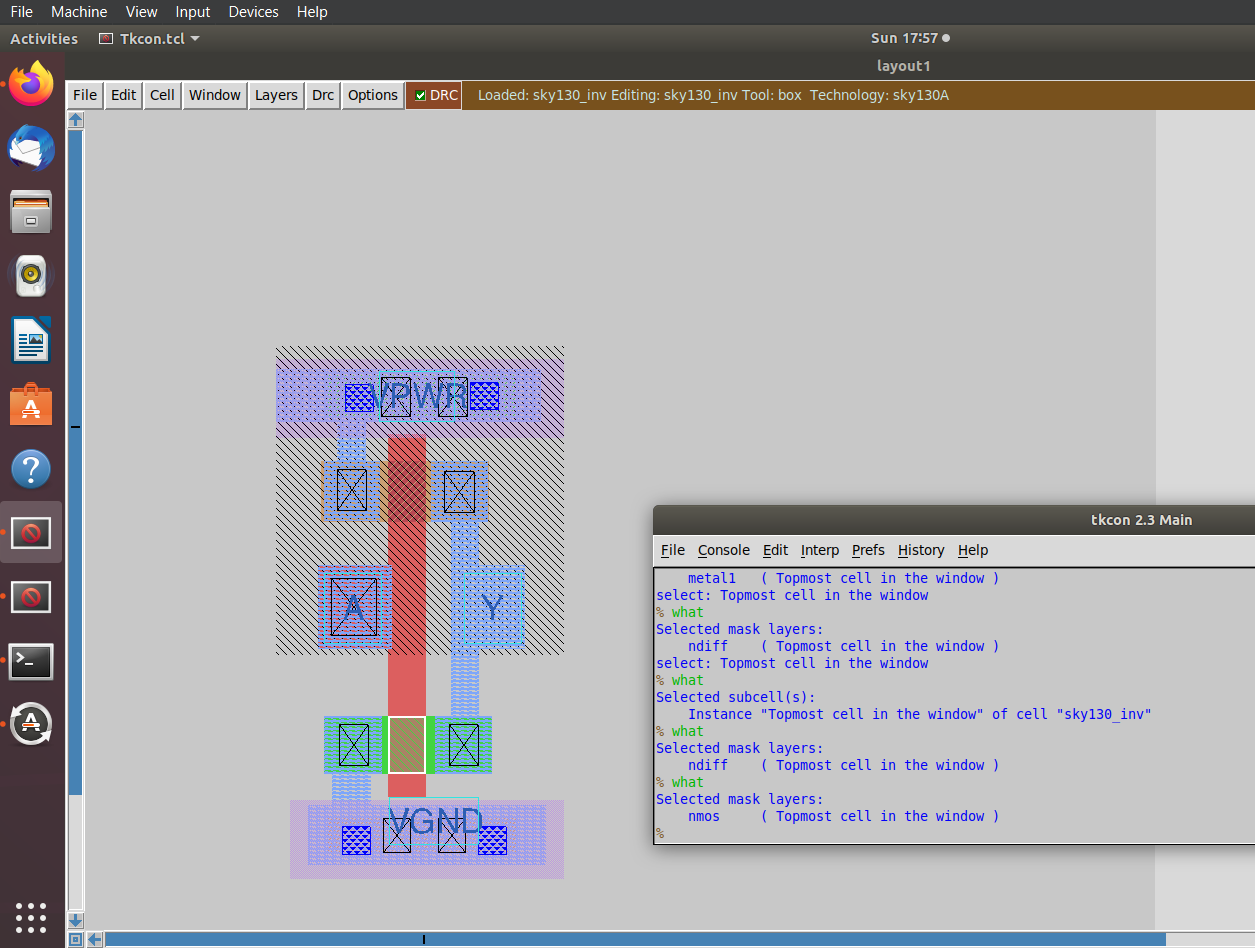 File Machine View Input Devices Help
Activities Tkcon.tcl Sun 17:57
layout1
File Edit Cell Window Layers Drc Options DRC Loaded: sky130_inv Editing: sky130_inv Tool: box Technology: sky130A
VPWR
A
Y
VGND
tkcon 2.3 Main
File Console Edit Interp Prefs History Help
metal1 ( Topmost cell in the window )
select: Topmost cell in the window
% what
Selected mask layers:
ndiff ( Topmost cell in the window )
select: Topmost cell in the window
% what
Selected subcell(s):
Instance "Topmost cell in the window" of cell "sky130_inv"
% what
Selected mask layers:
ndiff ( Topmost cell in the window )
% what
Selected mask layers:
nmos ( Topmost cell in the window )
%